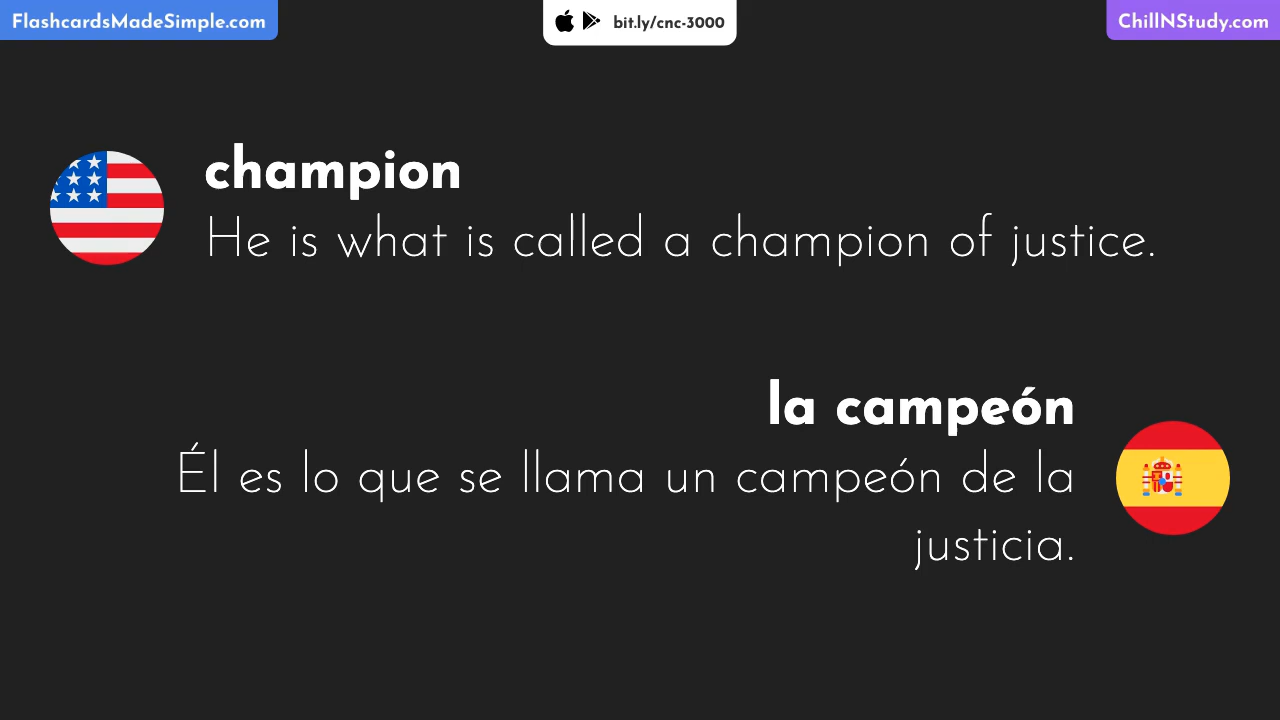 FlashcardsMadeSimple.com
bit.ly/cnc-3000
ChillNStudy.com
champion
He is what is called a champion of justice.
la campeón
Él es lo que se llama un campeón de la
justicia.